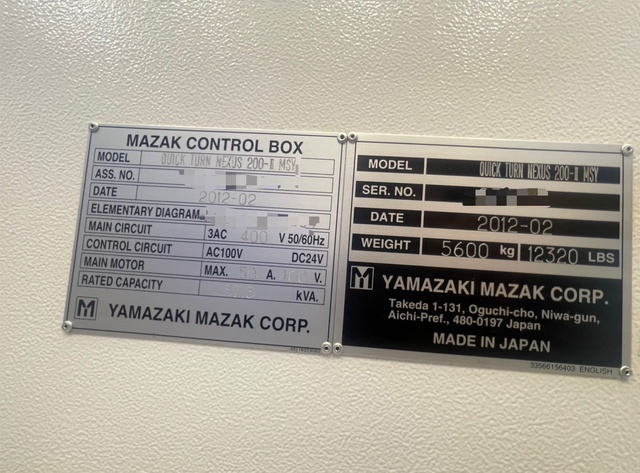 MAZAK CONTROL BOX
MODEL QUICK TURN NEXUS 200-II MSY
ASS. NO.
DATE 2012-02
ELEMENTARY DIAGRAM
MAIN CIRCUIT 3AC 400 V 50/60Hz
CONTROL CIRCUIT AC100V DC24V
MAIN MOTOR MAX. A. V.
RATED CAPACITY kVA.
YAMAZAKI MAZAK CORP.
MODEL QUICK TURN NEXUS 200-II MSY
SER. NO.
DATE 2012-02
WEIGHT 5600 kg 12320 LBS
YAMAZAKI MAZAK CORP.
Takeda 1-131, Oguchi-cho, Niwa-gun,
Aichi-Pref., 480-0197 Japan
MADE IN JAPAN
33566156403 ENGLISH